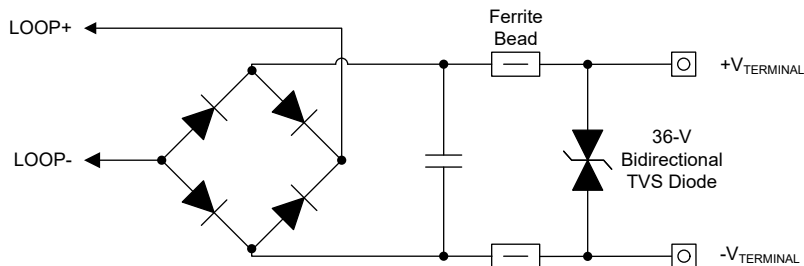 LOOP+
Ferrite
Bead
+VTERMINAL
LOOP-
36-V
Bidirectional
TVS Diode
-VTERMINAL